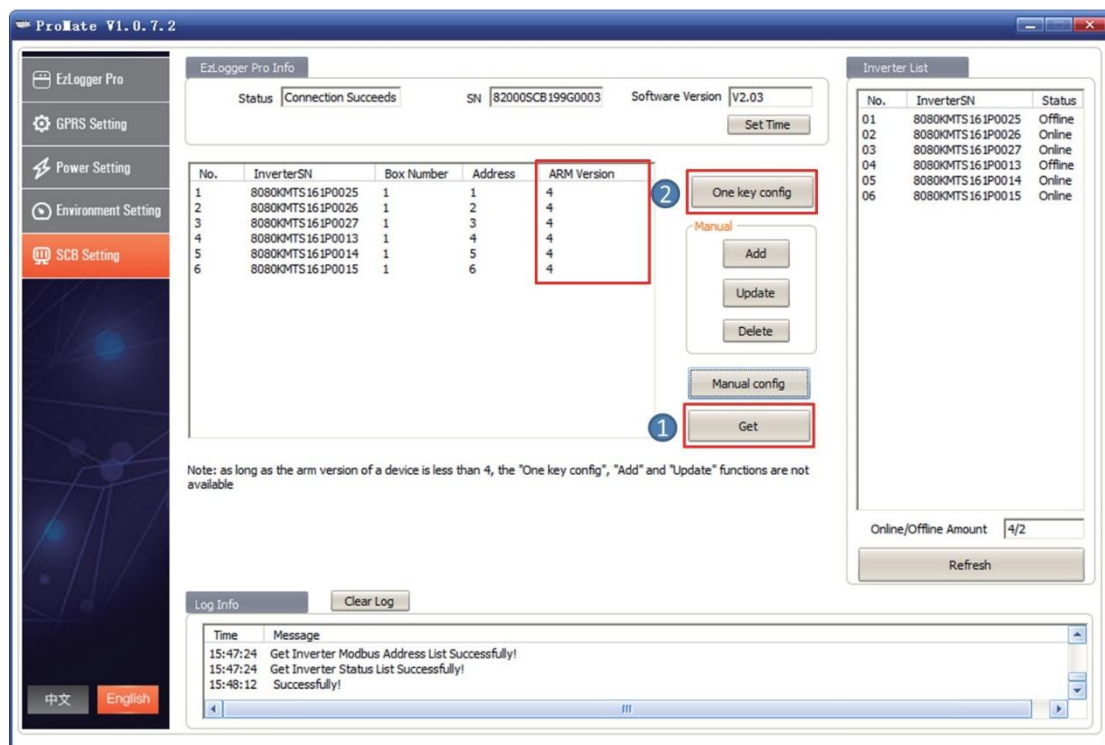 ProMate V1.0.7.2
EzLogger Pro
GPRS Setting
Power Setting
Environment Setting
SCB Setting
中文 English
EzLogger Pro Info
Status Connection Succeeds SN 82000SCB199G0003 Software Version V2.03
Set Time
No. InverterSN Box Number Address ARM Version
1 8080KMTS161P0025 1 1 4
2 8080KMTS161P0026 1 2 4
3 8080KMTS161P0027 1 3 4
4 8080KMTS161P0013 1 4 4
5 8080KMTS161P0014 1 5 4
6 8080KMTS161P0015 1 6 4
2 One key config
Manual
Add
Update
Delete
Manual config
1 Get
Note: as long as the arm version of a device is less than 4, the "One key config", "Add" and "Update" functions are not
available
Inverter List
No. InverterSN Status
01 8080KMTS161P0025 Offline
02 8080KMTS161P0026 Online
03 8080KMTS161P0027 Online
04 8080KMTS161P0013 Offline
05 8080KMTS161P0014 Online
06 8080KMTS161P0015 Online
Online/Offline Amount 4/2
Refresh
Log Info Clear Log
Time Message
15:47:24 Get Inverter Modbus Address List Successfully!
15:47:24 Get Inverter Status List Successfully!
15:48:12 Successfully!